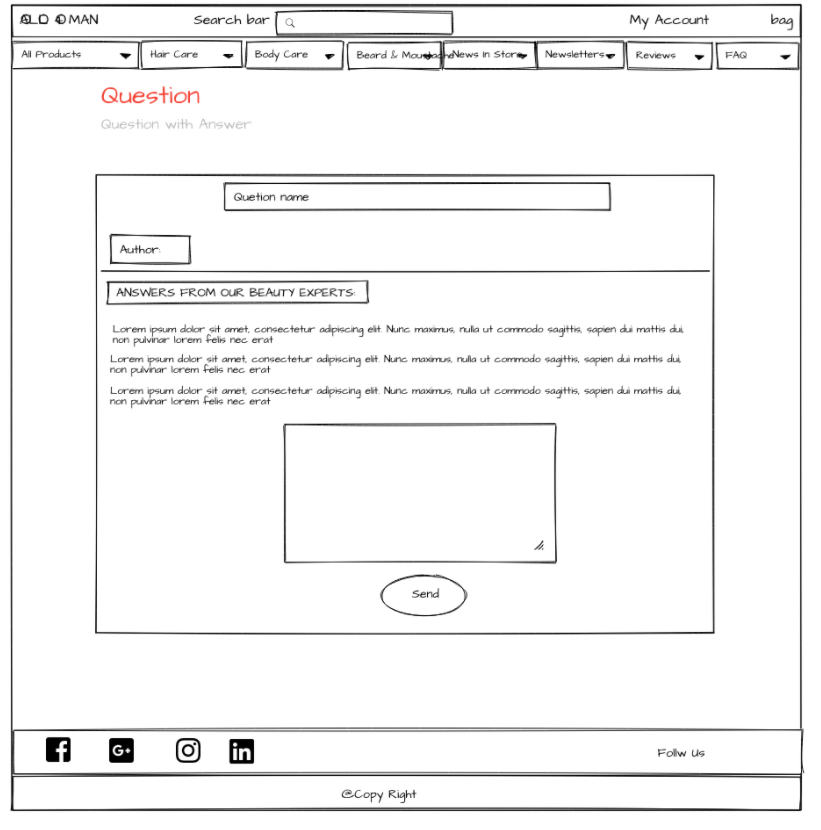 MAN Search bar My Account bag
All Products Hair Care Body Care Beard & Moustache News In Store Newsletters Reviews FAQ
Question
Question with Answer
Quetion name
Author:
ANSWERS FROM OUR BEAUTY EXPERTS:
Lorem ipsum dolor sit amet, consectetur adipiscing elit. Nunc maximus, nulla ut commodo sagittis, sapien dui mattis dui,
non pulvinar lorem felis nec erat
Lorem ipsum dolor sit amet, consectetur adipiscing elit. Nunc maximus, nulla ut commodo sagittis, sapien dui mattis dui,
non pulvinar lorem felis nec erat
Lorem ipsum dolor sit amet, consectetur adipiscing elit. Nunc maximus, nulla ut commodo sagittis, sapien dui mattis dui,
non pulvinar lorem felis nec erat
Send
f G+ in Follw Us
@Copy Right